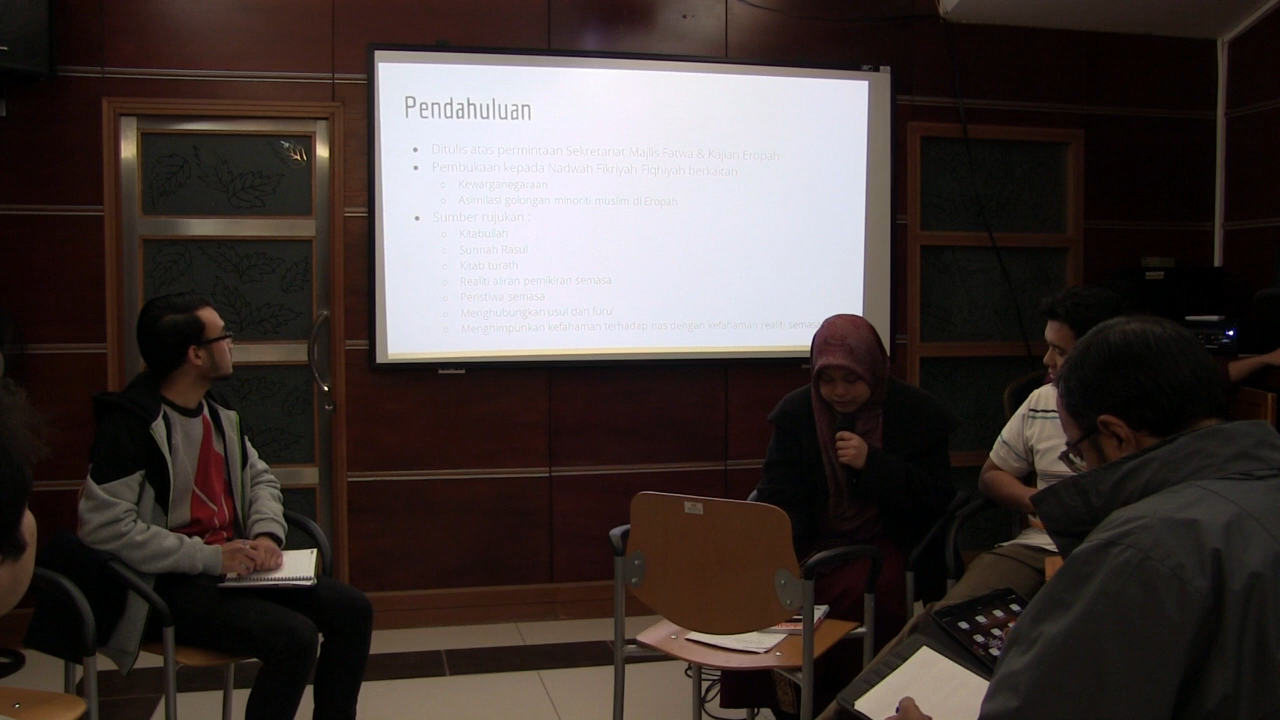 Pendahuluan
Ditulis atas permintaan Sekretariat Majlis Fatwa & Kajian Eropah
Pembukaan kepada Nadwah Fikriyah Fiqhiyah berkaitan
Kewarganegaraan
Asimilasi golongan minoriti muslim di Eropah
Sumber rujukan :
Kitabullah
Sunnah Rasul
Kitab turath
Realiti aliran pemikiran semasa
Peristiwa semasa
Menghubungkan usul dan furu'
Menghimpunkan kefahaman terhadap nas dengan kefahaman realiti semasa